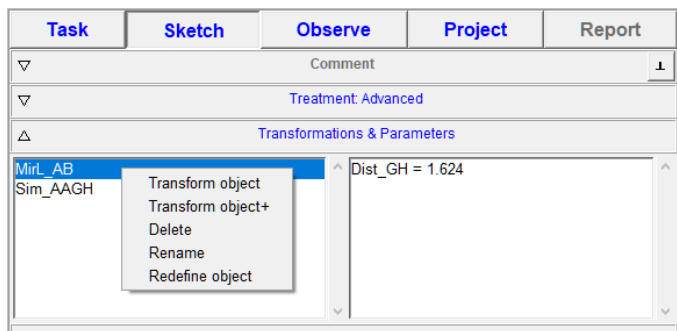 Task Sketch Observe Project Report
Comment
Treatment: Advanced
Transformations & Parameters
MirL_AB
Sim_AAGH
Transform object
Transform object+
Delete
Rename
Redefine object
Dist_GH = 1.624